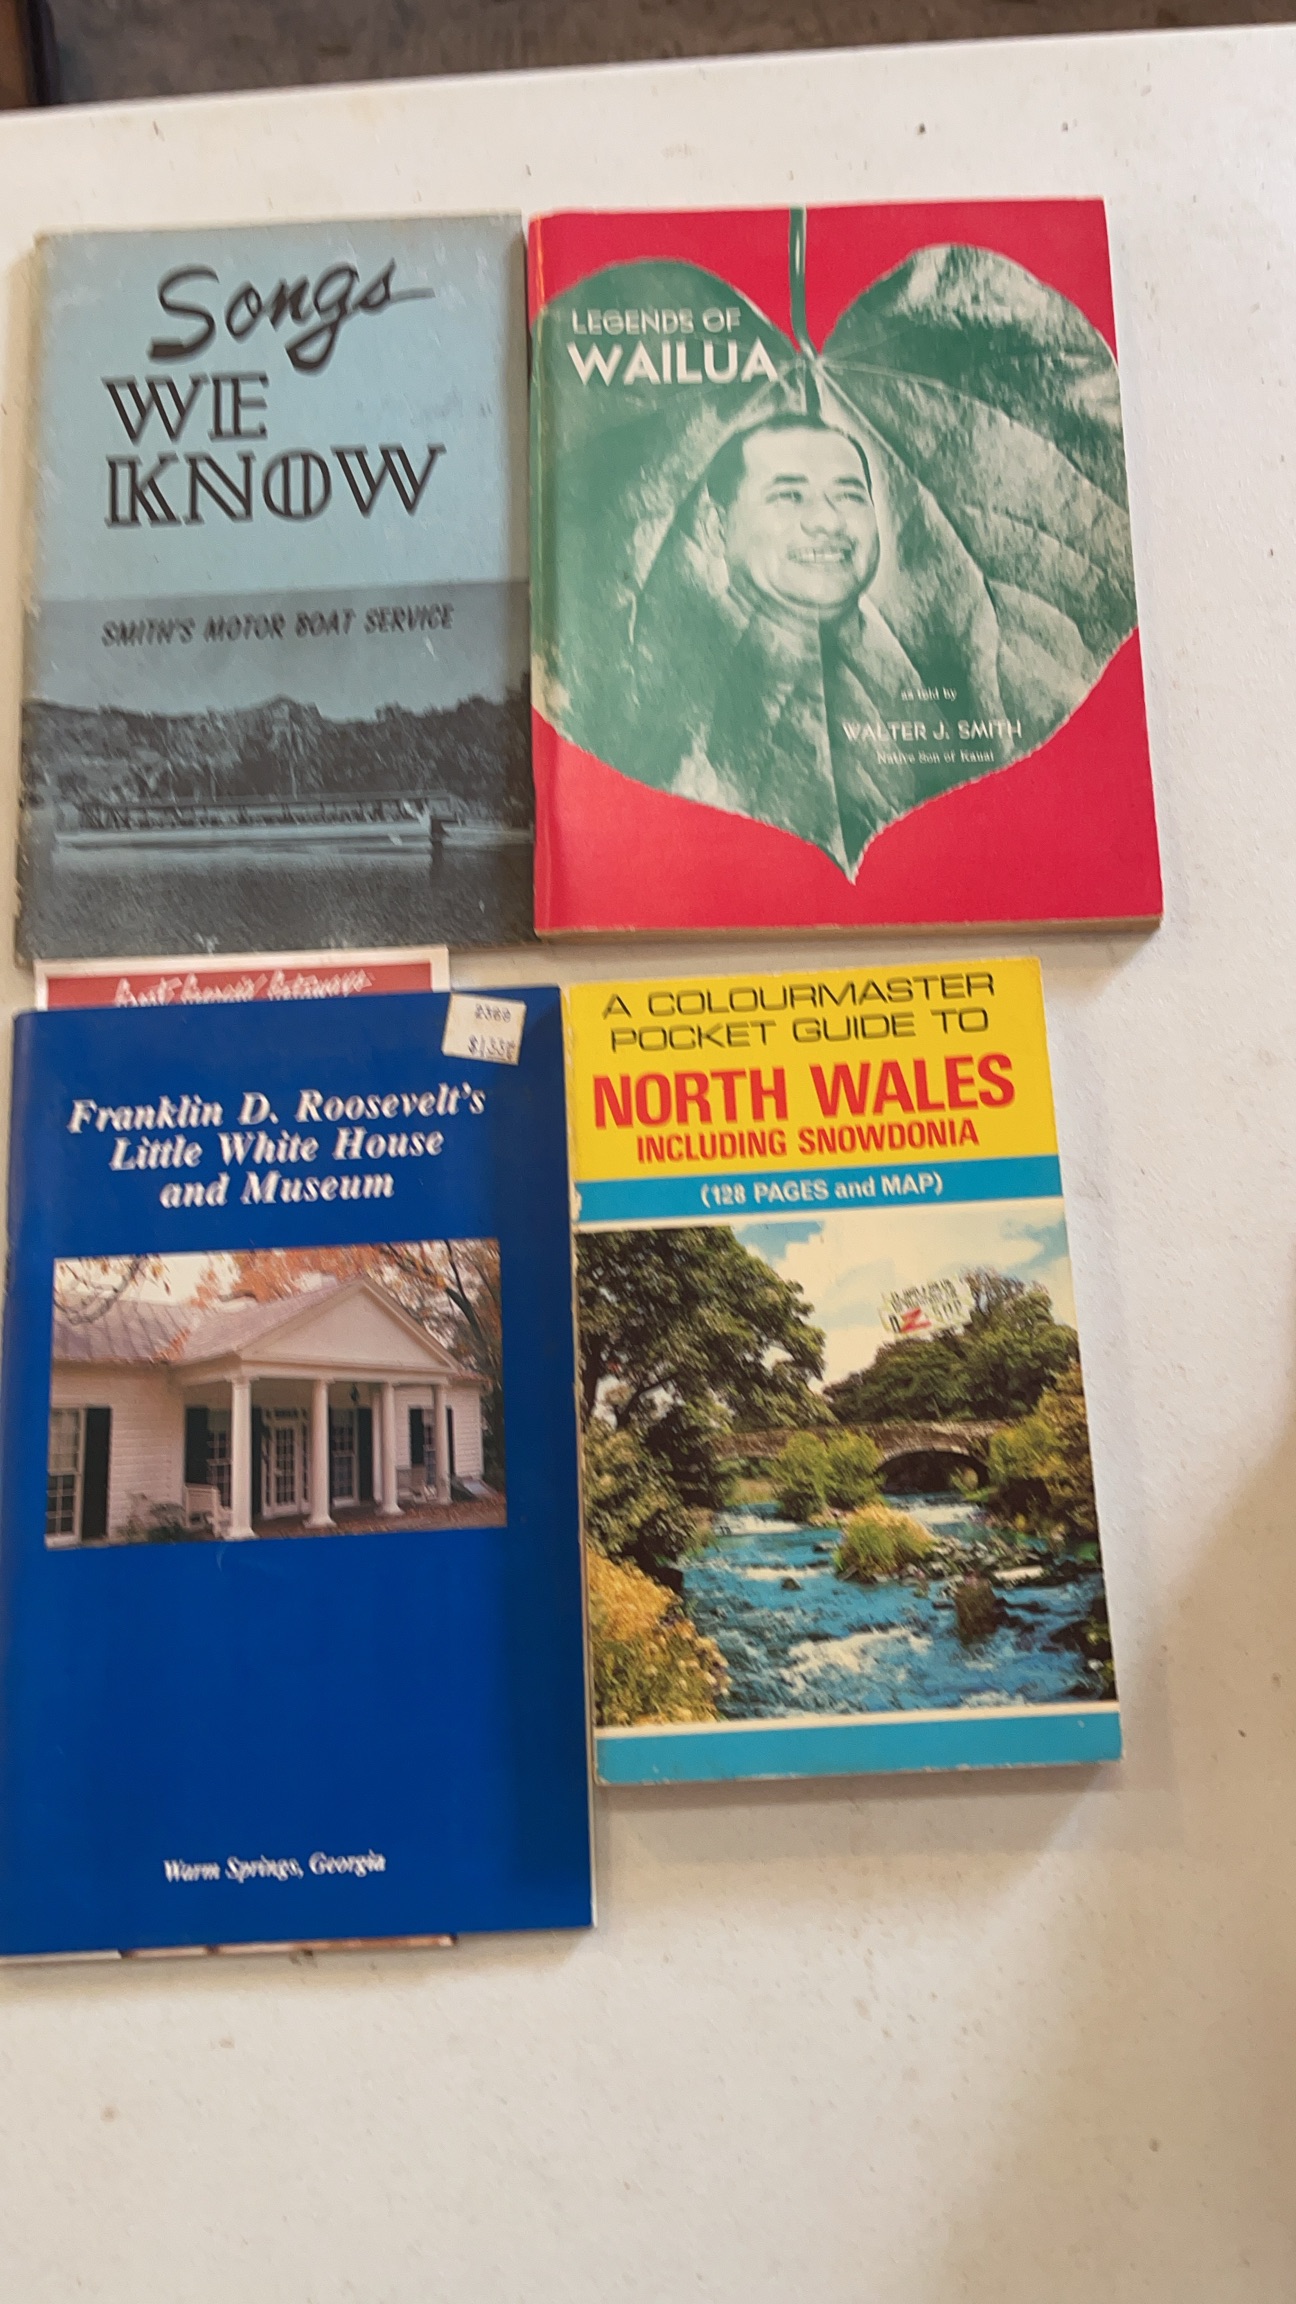 Songs
WE
KNOW
SMITH'S MOTOR BOAT SERVICE
LEGENDS OF
WAILUA
as told by
WALTER J. SMITH
Native Son of Kauai
2368
Franklin D. Roosevelt's
Little White House
and Museum
Warm Springs, Georgia
A COLOURMASTER
POCKET GUIDE TO
NORTH WALES
INCLUDING SNOWDONIA
(128 PAGES and MAP)